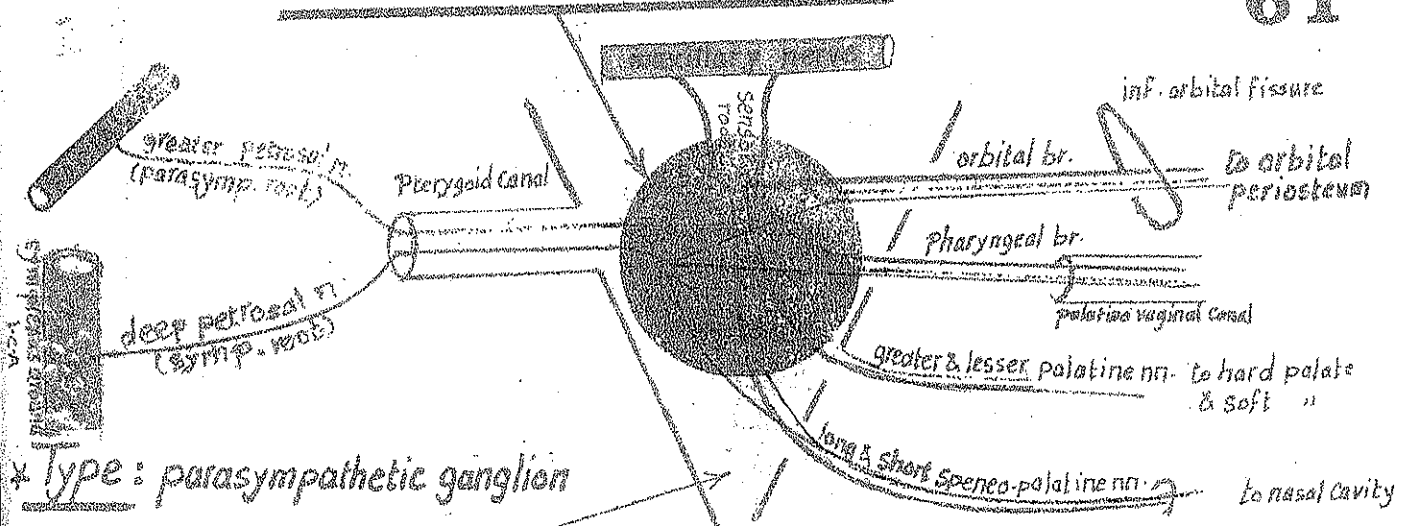 61
inf. orbital fissure
greater petrosal n.
(parasymp. root)
Pterygoid Canal
orbital br.
to orbital
periosteum
pharyngeal br.
palatino vaginal Canal
deep petrosal n.
(symp. root)
greater & lesser palatine nn. to hard palate
& soft "
long & short Speneo-palatine nn.
to nasal Cavity
* Type: parasympathetic ganglion